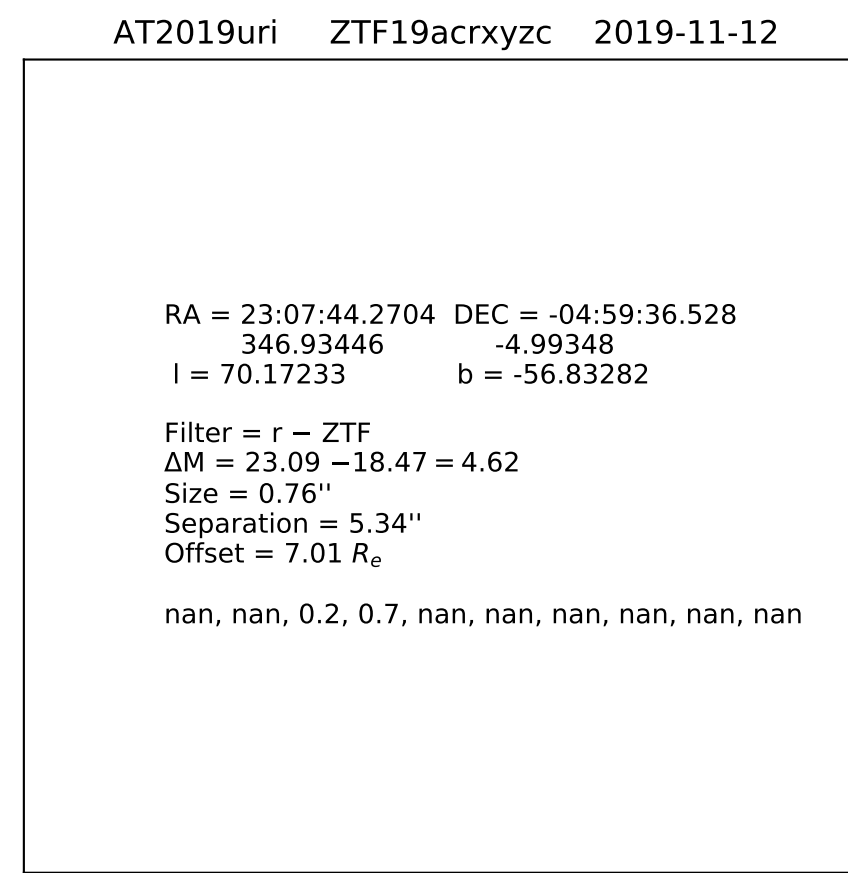 AT2019uri ZTF19acrxyzc 2019-11-12
RA = 23:07:44.2704 DEC = -04:59:36.528
346.93446 -4.99348
l = 70.17233 b = -56.83282
Filter = r − ZTF
ΔM = 23.09 −18.47 = 4.62
Size = 0.76''
Separation = 5.34''
Offset = 7.01 Rₑ
nan, nan, 0.2, 0.7, nan, nan, nan, nan, nan, nan